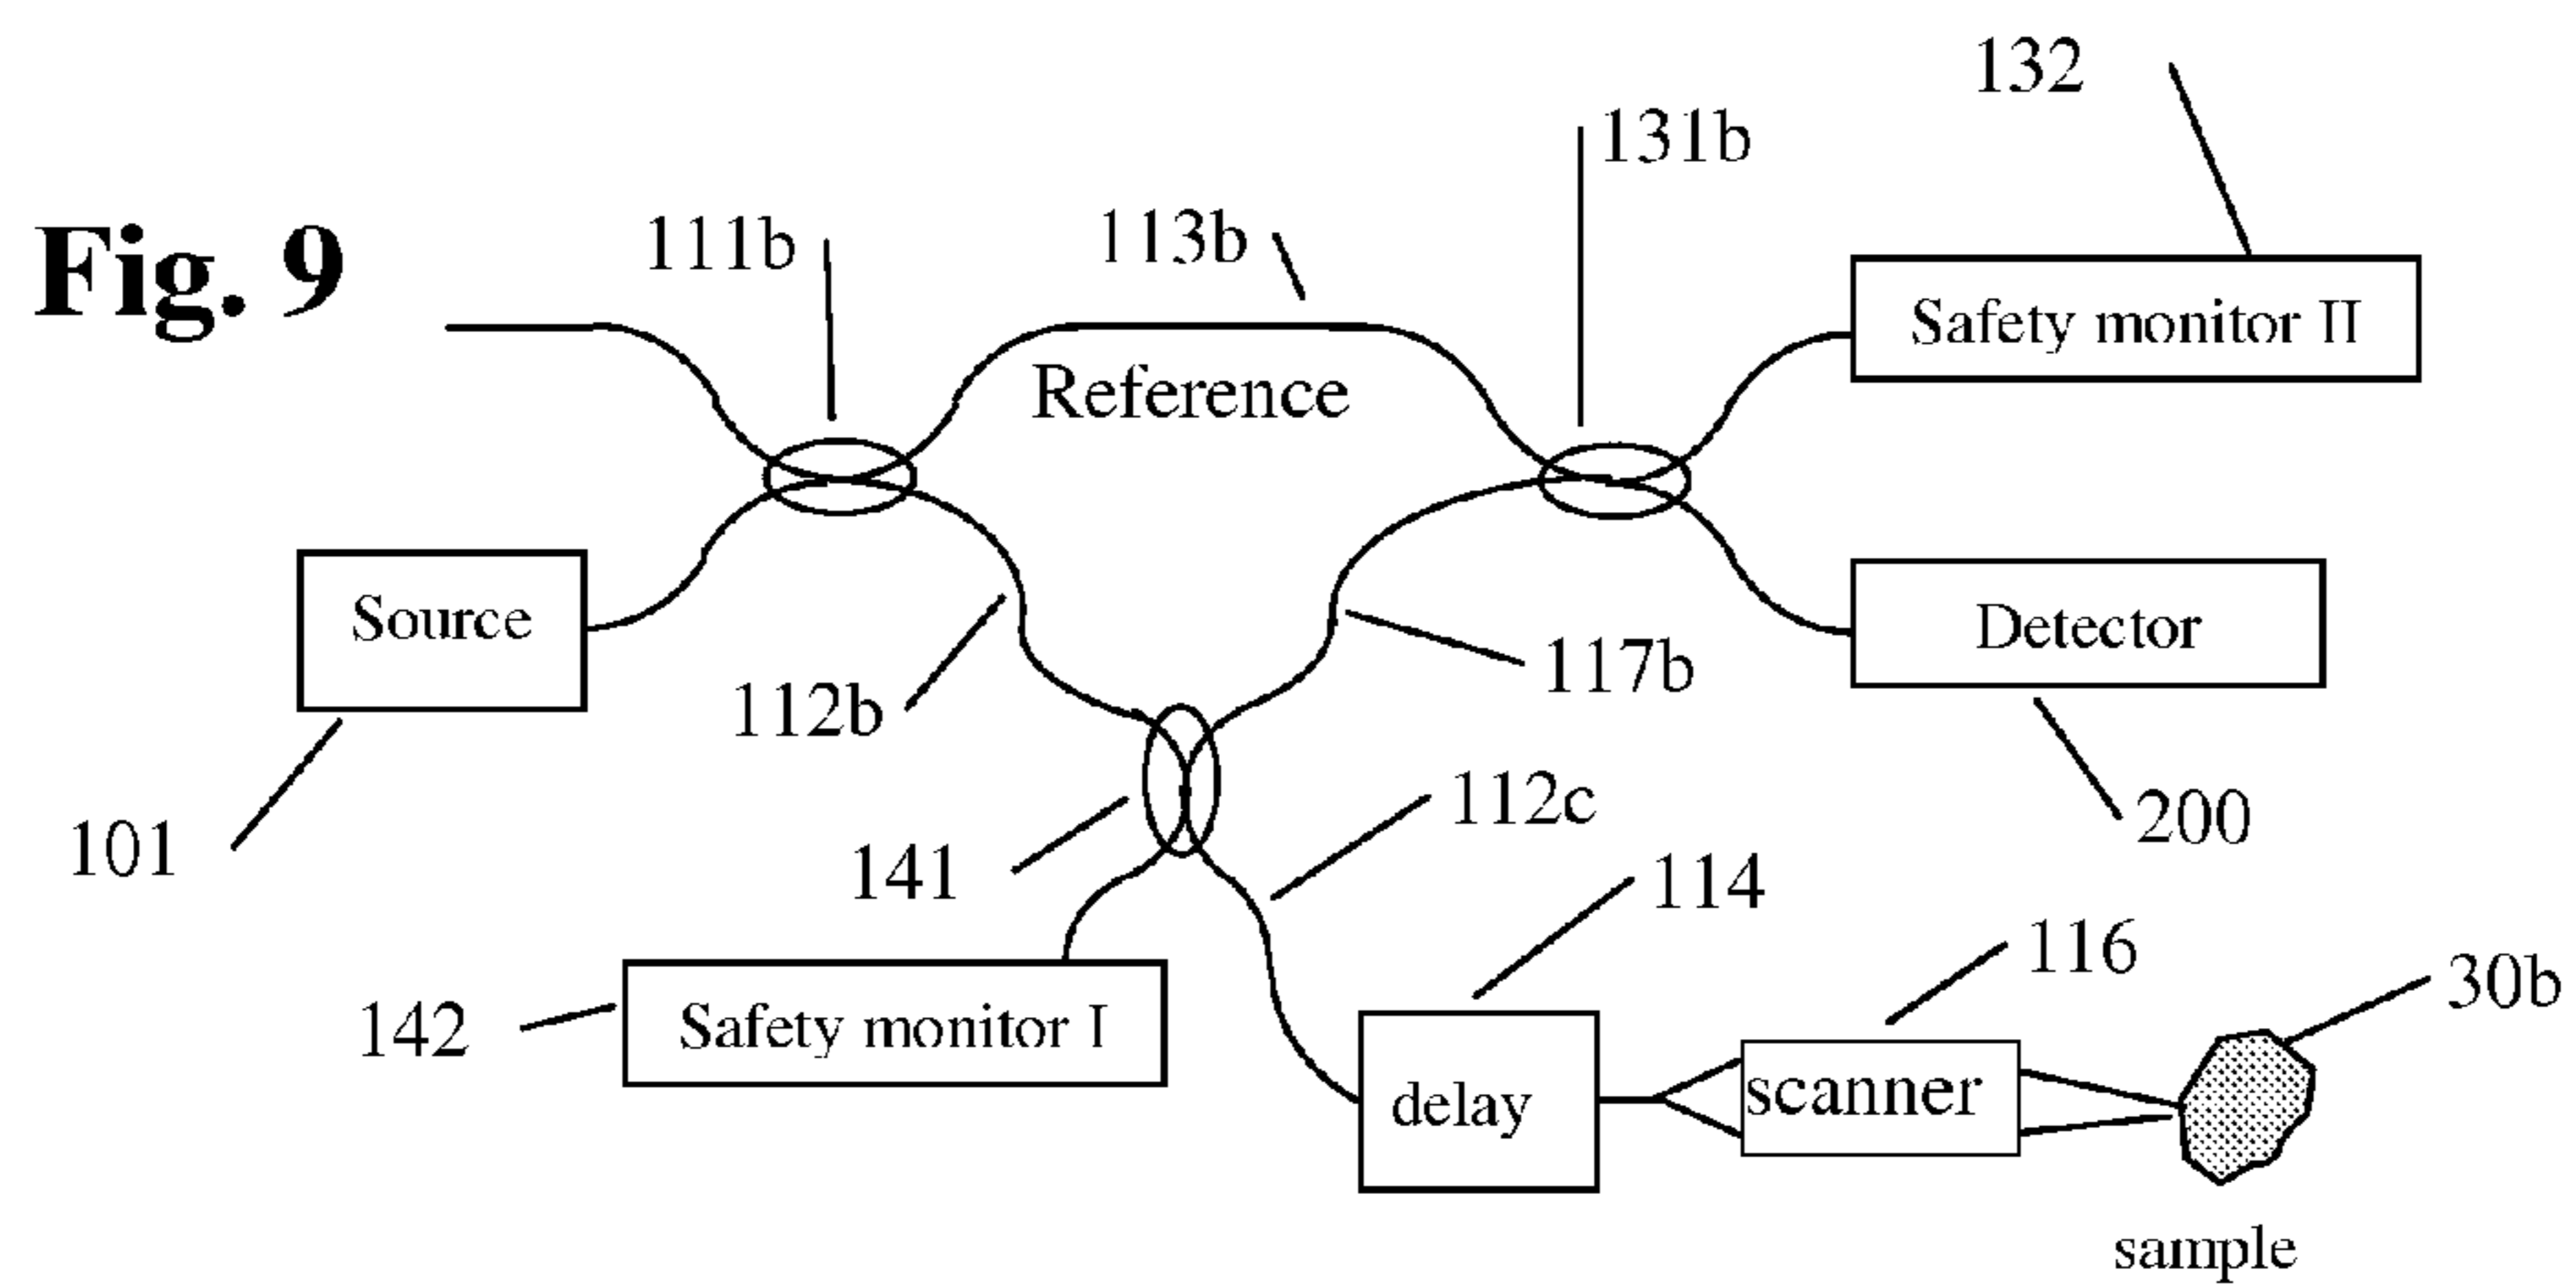 132
131b
Fig. 9
111b
113b
Safety monitor II
Reference
Source
Detector
117b
112b
101
112c
200
141
114
116
30b
142
Safety monitor I
delay
scanner
sample